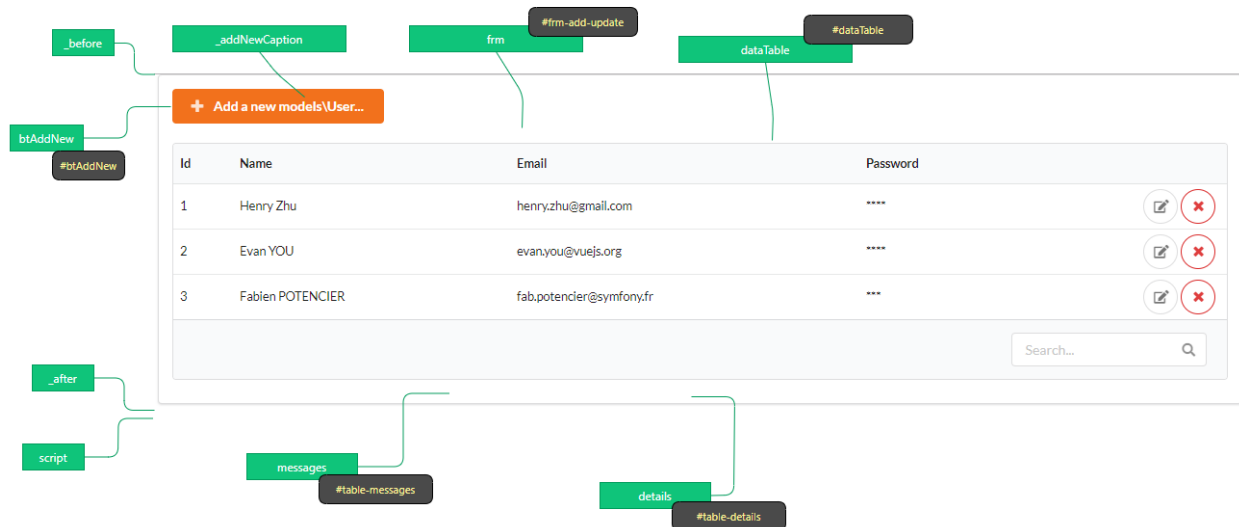 #frm-add-update
_before
_addNewCaption
frm
#dataTable
dataTable
Add a new models\User...
btAddNew
#btAddNew
Id Name Email Password
1 Henry Zhu henry.zhu@gmail.com ****
2 Evan YOU evan.you@vuejs.org ****
3 Fabien POTENCIER fab.potencier@symfony.fr ***
Search...
_after
script
messages
#table-messages
details
#table-details